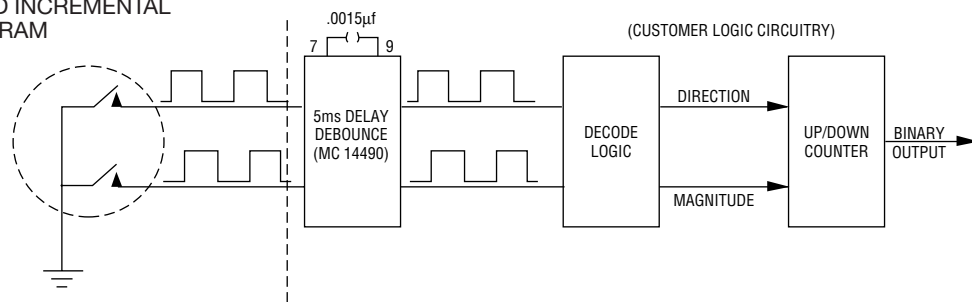 D INCREMENTAL
RAM
.0015µf
7 9
(CUSTOMER LOGIC CIRCUITRY)
5ms DELAY
DEBOUNCE
(MC 14490)
DECODE
LOGIC
DIRECTION
MAGNITUDE
UP/DOWN
COUNTER
BINARY
OUTPUT